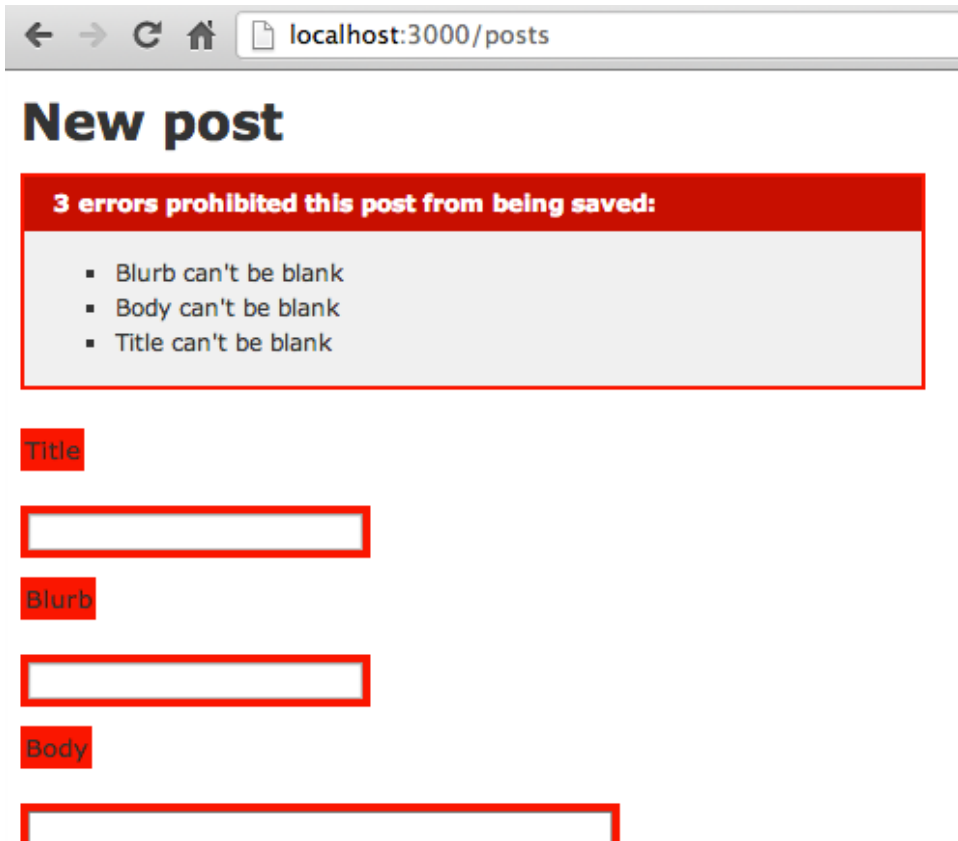 localhost:3000/posts
New post
3 errors prohibited this post from being saved:
Blurb can't be blank
Body can't be blank
Title can't be blank
Title
Blurb
Body